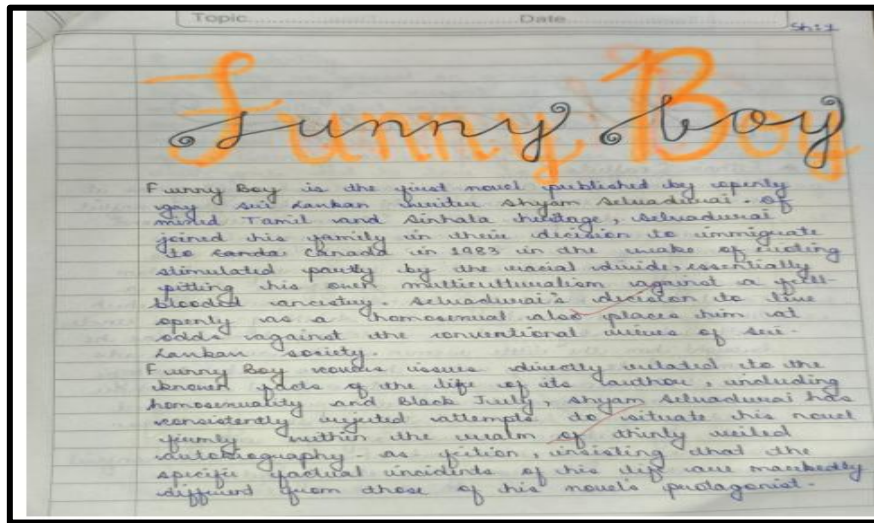 Topic Date
Sh:1
Funny Boy
Funny Boy is the first novel published by openly
gay Sri Lankan writer Shyam Selvadurai. Of
mixed Tamil and Sinhala heritage, Selvadurai
joined his family in their decision to immigrate
to Canada in 1983 in the wake of rioting
stimulated partly by the racial divide, essentially
pitting his own multiculturalism against a full-
blooded ancestry. Selvadurai's decision to live
openly as a homosexual also places him at
odds against the conventional views of Sri-
Lankan society.
Funny Boy covers issues directly related to the
known facts of the life of its author, including
homosexuality and Black July, Shyam Selvadurai has
consistently rejected attempts to situate his novel
firmly within the realm of thinly veiled
autobiography - as fiction, insisting that the
specific factual incidents of his life are markedly
different from those of his novel's protagonist.